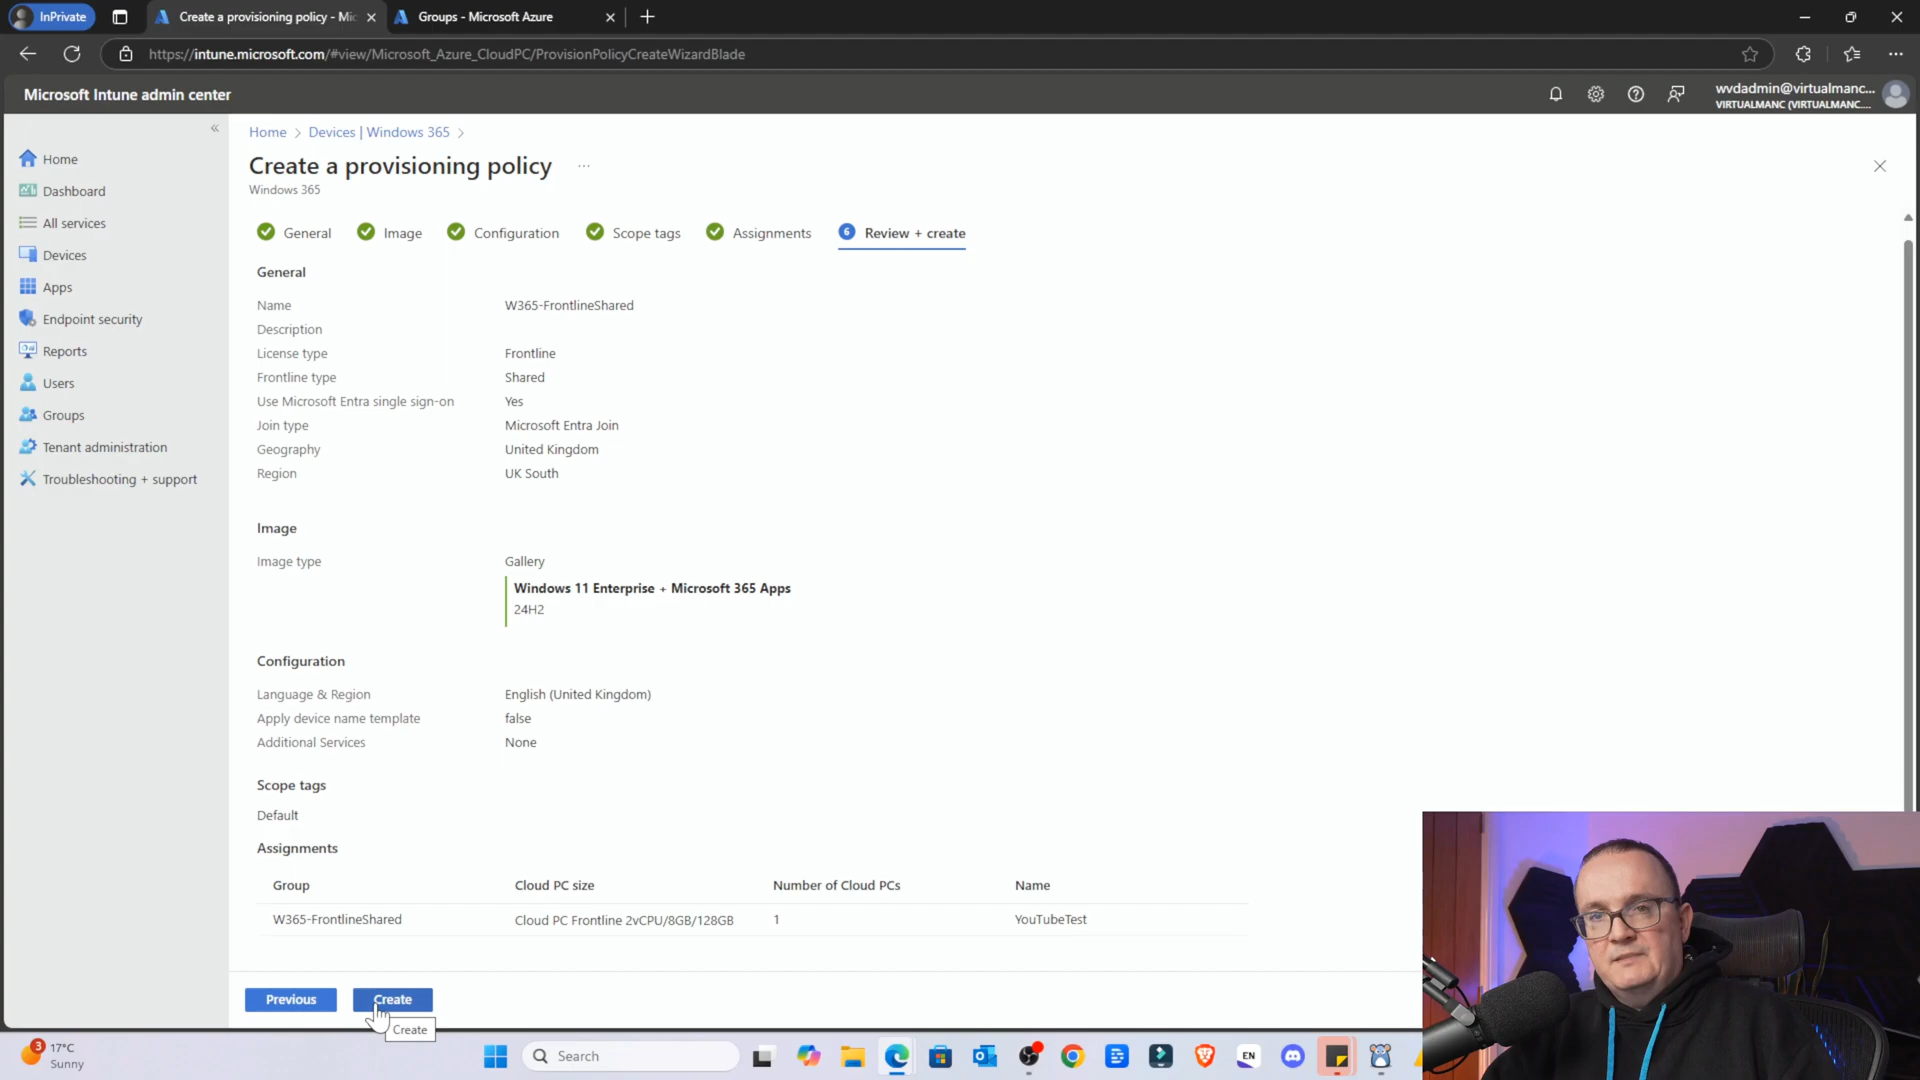 InPrivate
Create a provisioning policy - Mic
Groups - Microsoft Azure
https://intune.microsoft.com/#view/Microsoft_Azure_CloudPC/ProvisionPolicyCreateWizardBlade
Microsoft Intune admin center
wvdadmin@virtualmanc...
VIRTUALMANC (VIRTUALMANC....
Home
Dashboard
All services
Devices
Apps
Endpoint security
Reports
Users
Groups
Tenant administration
Troubleshooting + support
Home > Devices | Windows 365 >
Create a provisioning policy ...
Windows 365
General
Image
Configuration
Scope tags
Assignments
6 Review + create
General
Name W365-FrontlineShared
Description
License type Frontline
Frontline type Shared
Use Microsoft Entra single sign-on Yes
Join type Microsoft Entra Join
Geography United Kingdom
Region UK South
Image
Image type Gallery
Windows 11 Enterprise + Microsoft 365 Apps
24H2
Configuration
Language & Region English (United Kingdom)
Apply device name template false
Additional Services None
Scope tags
Default
Assignments
Group Cloud PC size Number of Cloud PCs Name
W365-FrontlineShared Cloud PC Frontline 2vCPU/8GB/128GB 1 YouTubeTest
Previous
Create
Create
3
17°C
Sunny
Search
EN